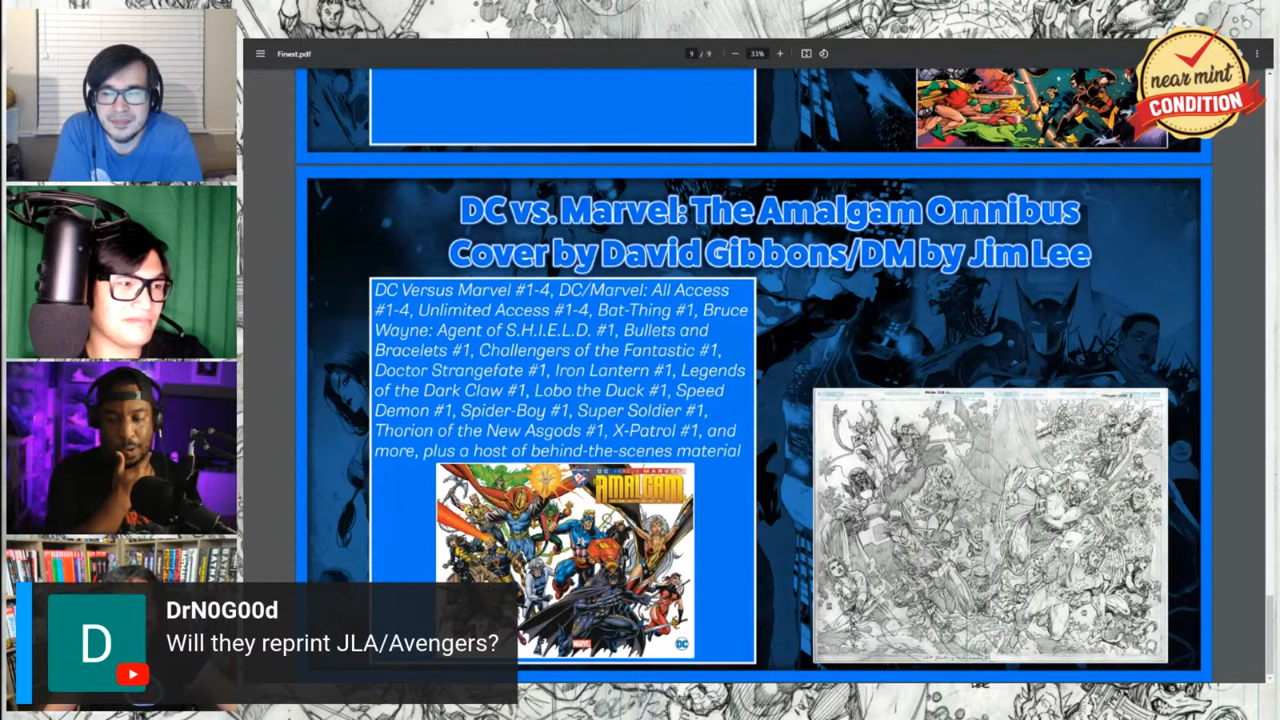 Finest.pdf
9 / 9
33%
near mint
CONDITION
DC vs. Marvel: The Amalgam Omnibus
Cover by David Gibbons/DM by Jim Lee
DC Versus Marvel #1-4, DC/Marvel: All Access
#1-4, Unlimited Access #1-4, Bat-Thing #1, Bruce
Wayne: Agent of S.H.I.E.L.D. #1, Bullets and
Bracelets #1, Challengers of the Fantastic #1,
Doctor Strangefate #1, Iron Lantern #1, Legends
of the Dark Claw #1, Lobo the Duck #1, Speed
Demon #1, Spider-Boy #1, Super Soldier #1,
Thorion of the New Asgods #1, X-Patrol #1, and
more, plus a host of behind-the-scenes material
DC VERSUS MARVEL
AMALGAM
MARVEL
DC
D
DrN0G00d
Will they reprint JLA/Avengers?